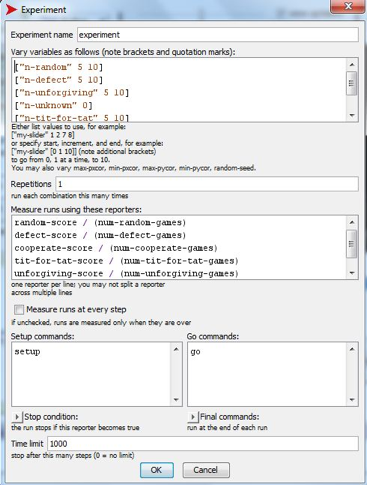 Experiment
Experiment name experiment
Vary variables as follows (note brackets and quotation marks):
["n-random" 5 10]
["n-defect" 5 10]
["n-unforgiving" 5 10]
["n-unknown" 0]
["n-tit-for-tat" 5 10]
Either list values to use, for example:
["my-slider" 1 2 7 8]
or specify start, increment, and end, for example:
["my-slider" [0 1 10]] (note additional brackets)
to go from 0, 1 at a time, to 10.
You may also vary max-pxcor, min-pxcor, max-pycor, min-pycor, random-seed.
Repetitions 1
run each combination this many times
Measure runs using these reporters:
random-score / (num-random-games)
defect-score / (num-defect-games)
cooperate-score / (num-cooperate-games)
tit-for-tat-score / (num-tit-for-tat-games)
unforgiving-score / (num-unforgiving-games)
one reporter per line; you may not split a reporter
across multiple lines
Measure runs at every step
if unchecked, runs are measured only when they are over
Setup commands: Go commands:
setup go
Stop condition: Final commands:
the run stops if this reporter becomes true run at the end of each run
Time limit 1000
stop after this many steps (0 = no limit)
OK Cancel